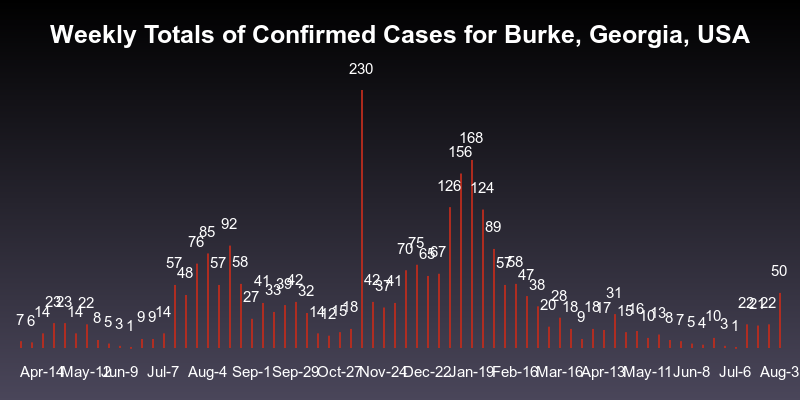 Weekly Totals of Confirmed Cases for Burke, Georgia, USA
7 6 14 23 23 14 22 8 5 3 1 9 9 14 57 48 76 85 57 92 58 27 41 33 39 42 32 14 12 15 18 230 42 37 41 70 75 65 67 126 156 168 124 89 57 58 47 38 20 28 18 9 18 17 31 15 16 10 13 8 7 5 4 10 3 1 22 21 22 50
Apr-14 May-12 Jun-9 Jul-7 Aug-4 Sep-1 Sep-29 Oct-27 Nov-24 Dec-22 Jan-19 Feb-16 Mar-16 Apr-13 May-11 Jun-8 Jul-6 Aug-3